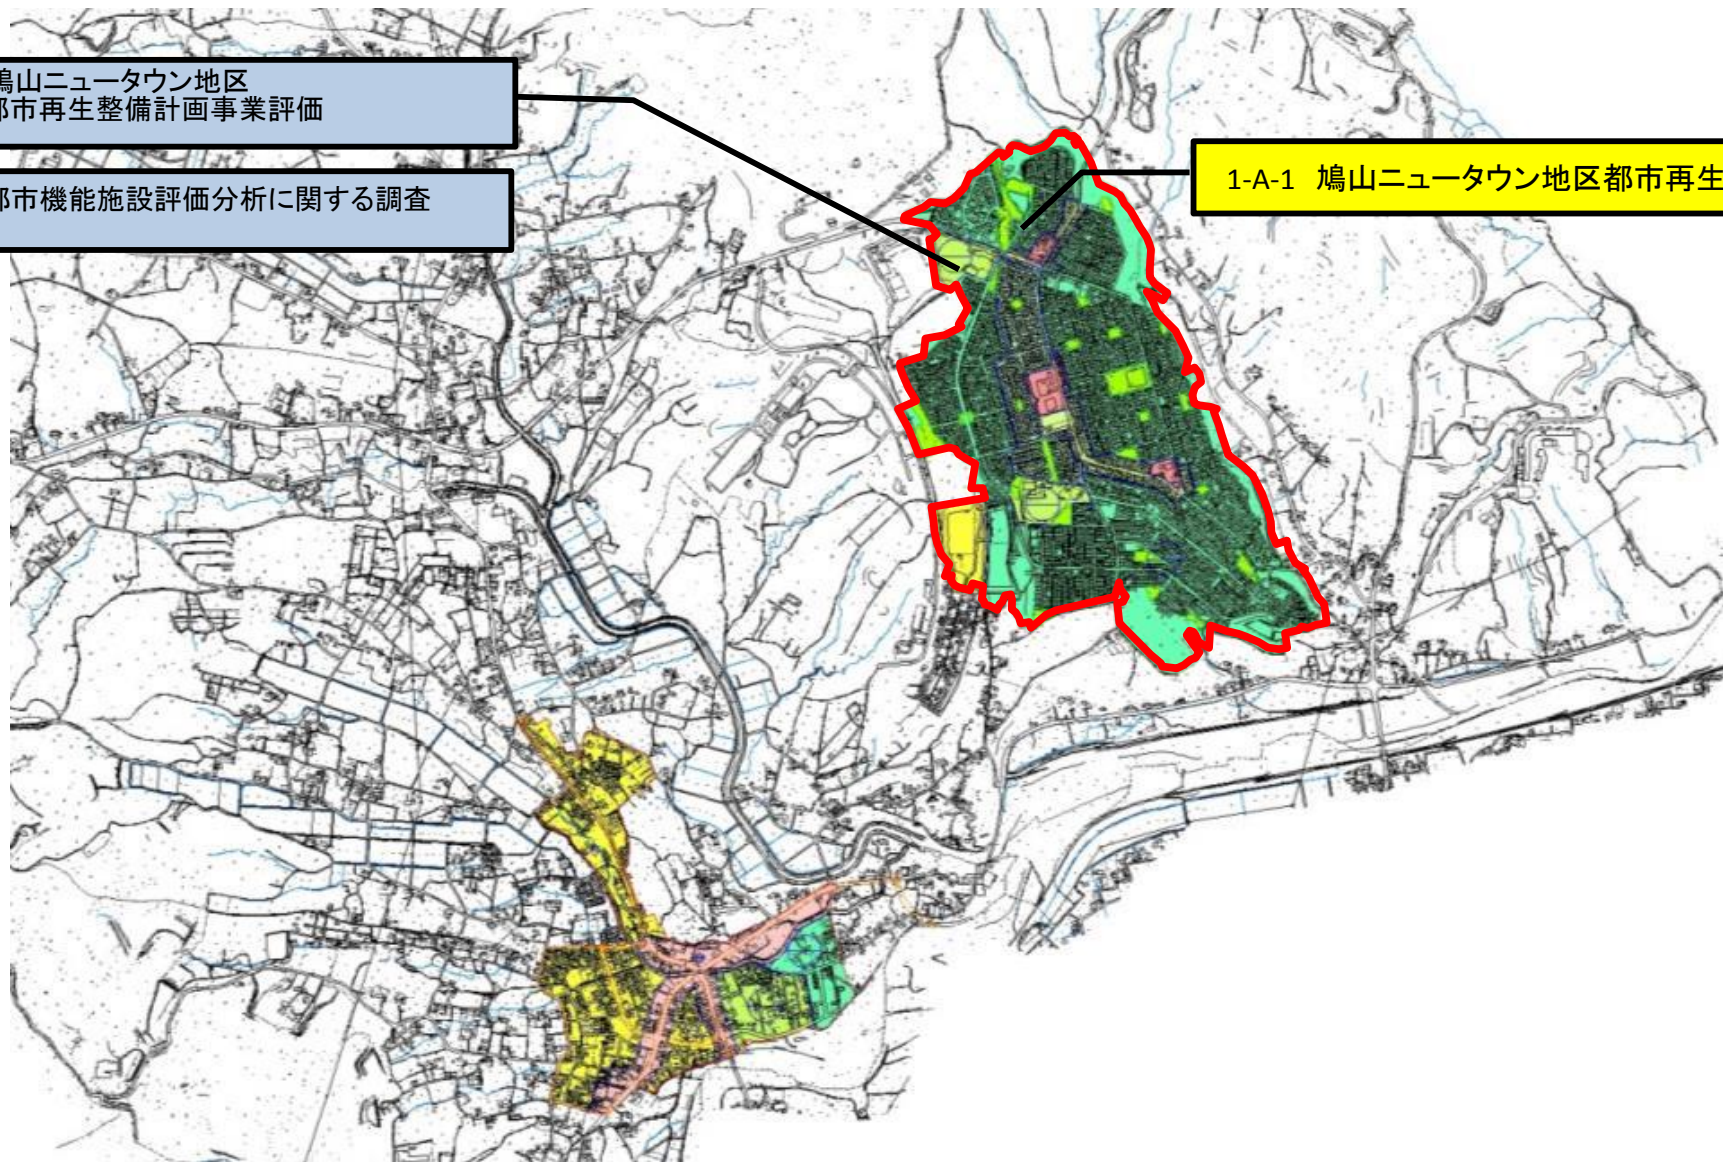 鳩山ニュータウン地区
都市再生整備計画事業評価
都市機能施設評価分析に関する調査
1-A-1 鳩山ニュータウン地区都市再生